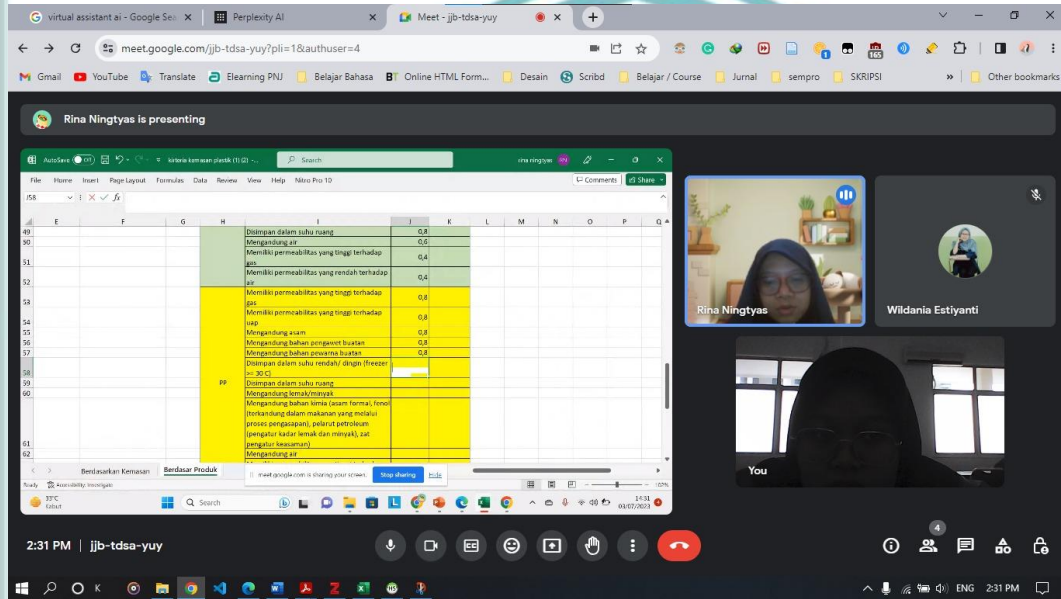 virtual assistant ai - Google Sea
Perplexity AI
Meet - jjb-tdsa-yuy
meet.google.com/jjb-tdsa-yuy?pli=1&authuser=4
165
Gmail
YouTube
Translate
Elearning PNJ
Belajar Bahasa
BT Online HTML Form...
Desain
Scribd
Belajar / Course
Jurnal
sempro
SKRIPSI
Other bookmarks
Rina Ningtyas is presenting
AutoSave
kriteria kemasan plastik (1) (2) -...
Search
rina ningtyas
RN
File Home Insert Page Layout Formulas Data Review View Help Nitro Pro 10
Comments
Share
J58
fx
E F G H I J K L M N O P Q
49 Disimpan dalam suhu ruang 0,8
50 Mengandung air 0,6
Memiliki permeabilitas yang tinggi terhadap
51 gas 0,4
Memiliki permeabilitas yang rendah terhadap
52 air 0,4
Memiliki permeabilitas yang tinggi terhadap
53 gas 0,8
Memiliki permeabilitas yang tinggi terhadap
54 uap 0,8
55 Mengandung asam 0,8
56 Mengandung bahan pengawet buatan 0,8
57 Mengandung bahan pewarna buatan 0,8
Disimpan dalam suhu rendah/ dingin (freezer
58 >= 30 C)
59 PP Disimpan dalam suhu ruang
60 Mengandung lemak/minyak
Mengandung bahan kimia (asam formal, fenol
(terkandung dalam makanan yang melalui
proses pengasapan), pelarut petroleum
(pengatur kadar lemak dan minyak), zat
61 pengatur keasaman)
62 Mengandung air
Berdasarkan Kemasan
Berdasar Produk
meet.google.com is sharing your screen.
Stop sharing
Hide
Ready
Accessibility: Investigate
33°C
Kabut
Search
14:31
03/07/2023
Rina Ningtyas
Wildania Estiyanti
You
2:31 PM | jjb-tdsa-yuy
4
ENG
2:31 PM